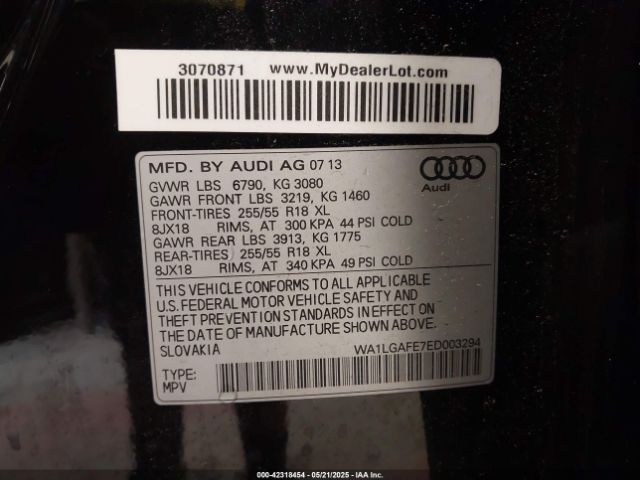 3070871 www.MyDealerLot.com
MFD. BY AUDI AG 07 13
GVWR LBS 6790, KG 3080
GAWR FRONT LBS 3219, KG 1460
FRONT-TIRES 255/55 R18 XL
8JX18 RIMS, AT 300 KPA 44 PSI COLD
GAWR REAR LBS 3913, KG 1775
REAR-TIRES 255/55 R18 XL
8JX18 RIMS, AT 340 KPA 49 PSI COLD
Audi
THIS VEHICLE CONFORMS TO ALL APPLICABLE
U.S. FEDERAL MOTOR VEHICLE SAFETY AND
THEFT PREVENTION STANDARDS IN EFFECT ON
THE DATE OF MANUFACTURE SHOWN ABOVE.
SLOVAKIA WA1LGAFE7ED003294
TYPE:
MPV
000-42318454 - 05/21/2025 - IAA Inc.